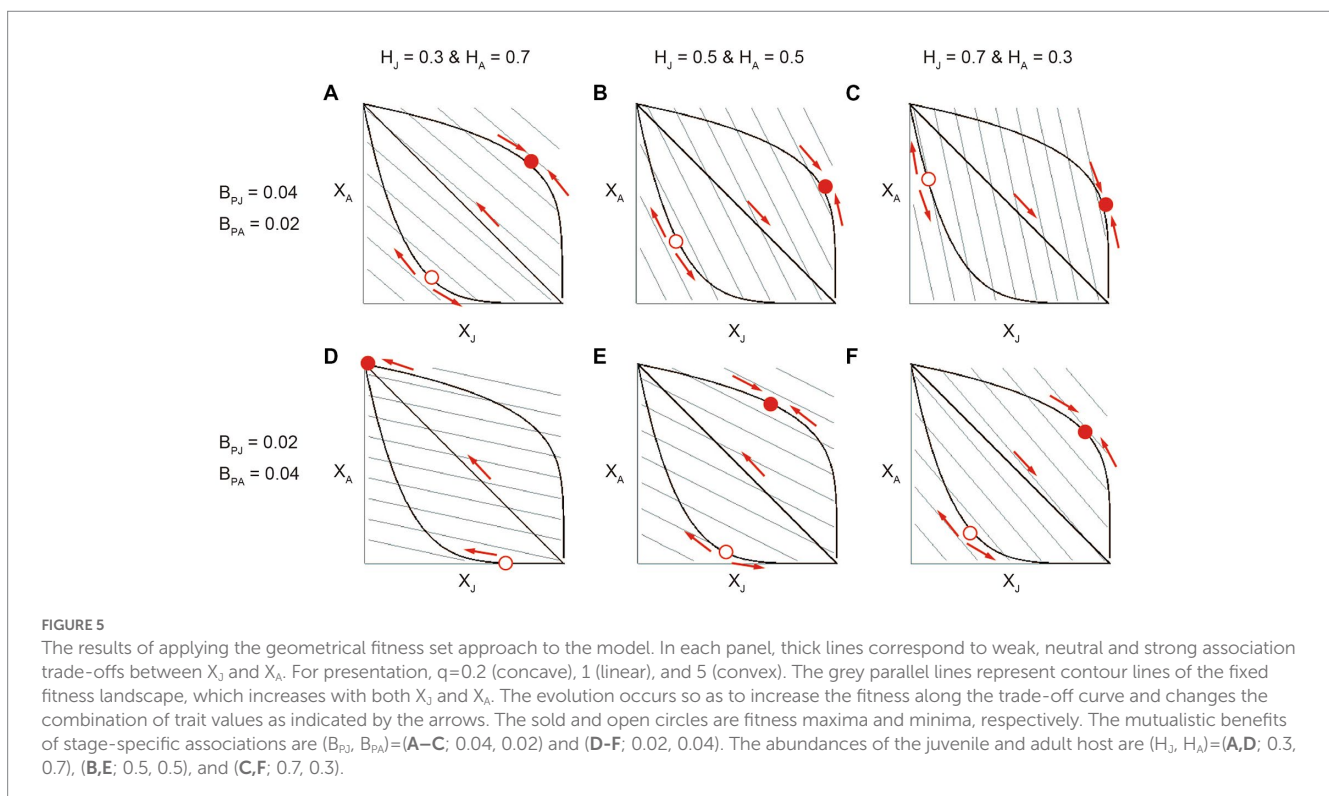 H_J = 0.3 & H_A = 0.7
H_J = 0.5 & H_A = 0.5
H_J = 0.7 & H_A = 0.3
A
B
C
B_PJ = 0.04
B_PA = 0.02
X_A
X_A
X_A
X_J
X_J
X_J
D
E
F
B_PJ = 0.02
B_PA = 0.04
X_A
X_A
X_A
X_J
X_J
X_J
FIGURE 5
The results of applying the geometrical fitness set approach to the model. In each panel, thick lines correspond to weak, neutral and strong association
trade-offs between X_J and X_A. For presentation, q=0.2 (concave), 1 (linear), and 5 (convex). The grey parallel lines represent contour lines of the fixed
fitness landscape, which increases with both X_J and X_A. The evolution occurs so as to increase the fitness along the trade-off curve and changes the
combination of trait values as indicated by the arrows. The sold and open circles are fitness maxima and minima, respectively. The mutualistic benefits
of stage-specific associations are (B_PJ, B_PA)=(A–C; 0.04, 0.02) and (D-F; 0.02, 0.04). The abundances of the juvenile and adult host are (H_J, H_A)=(A,D; 0.3,
0.7), (B,E; 0.5, 0.5), and (C,F; 0.7, 0.3).